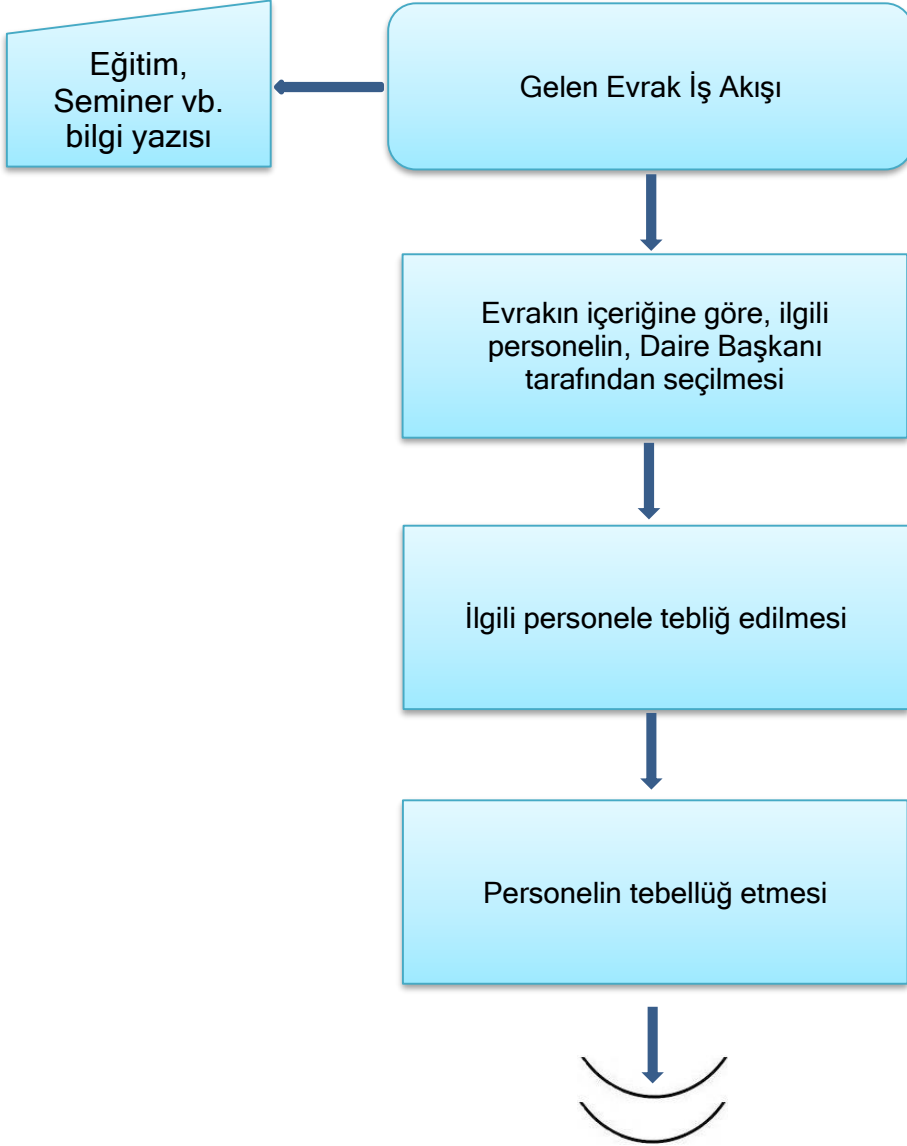 Eğitim,
Seminer vb.
bilgi yazısı
Gelen Evrak İş Akışı
Evrakın içeriğine göre, ilgili
personelin, Daire Başkanı
tarafından seçilmesi
İlgili personele tebliğ edilmesi
Personelin tebellüğ etmesi